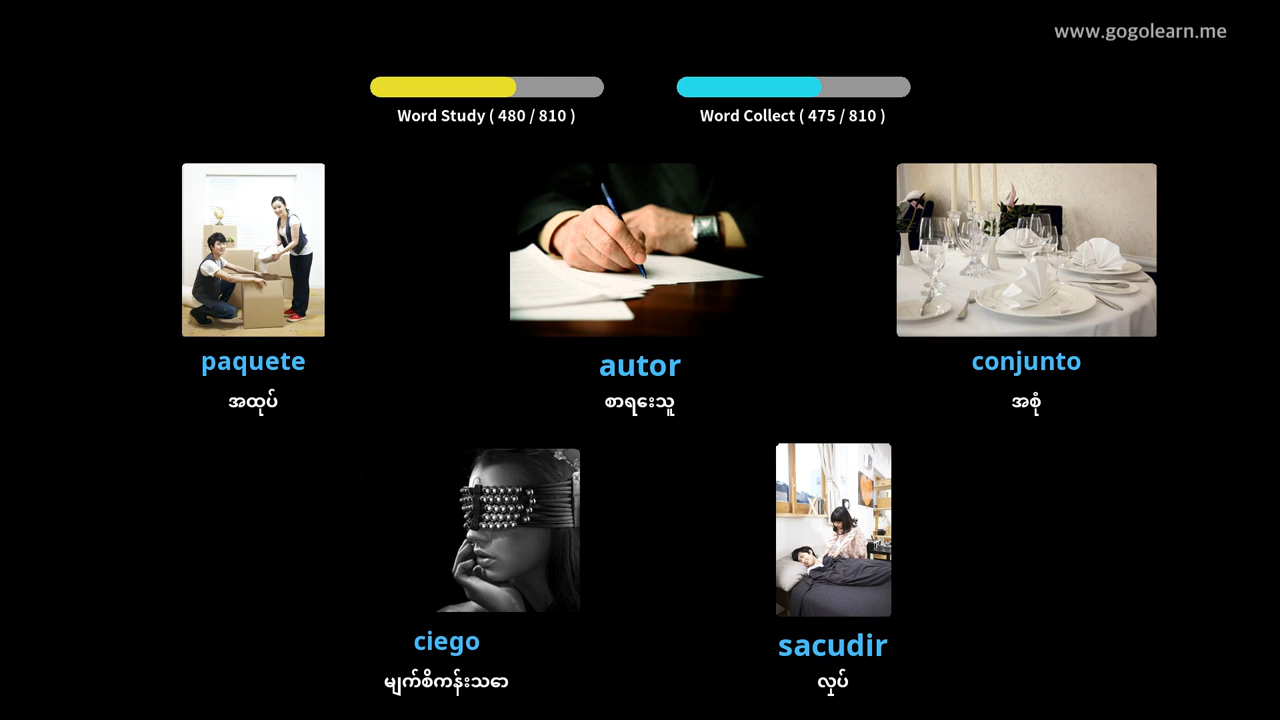 www.gogolearn.me
Word Study ( 480 / 810 )
Word Collect ( 475 / 810 )
paquete
အထုပ်
autor
စာရေးသူ
conjunto
အစုံ
ciego
မျက်စိကန်းသော
sacudir
လှုပ်